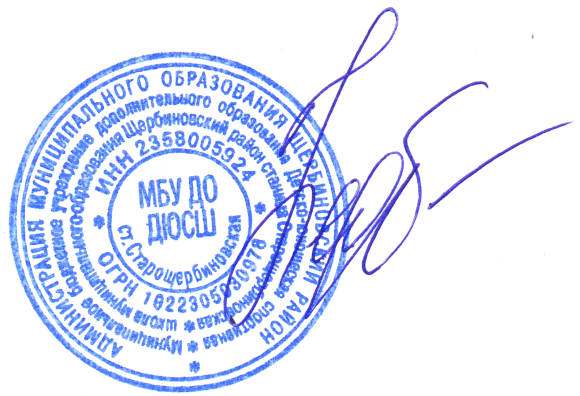 АДМИНИСТРАЦИЯ МУНИЦИПАЛЬНОГО ОБРАЗОВАНИЯ ЩЕРБИНОВСКИЙ РАЙОН
Муниципальное бюджетное учреждение дополнительного образования детско-юношеская спортивная
школа муниципального образования Щербиновский район станица Старощербиновская
ИНН 2358005924
ОГРН 1022305030978
МБУ ДО
ДЮСШ
ст. Старощербиновская